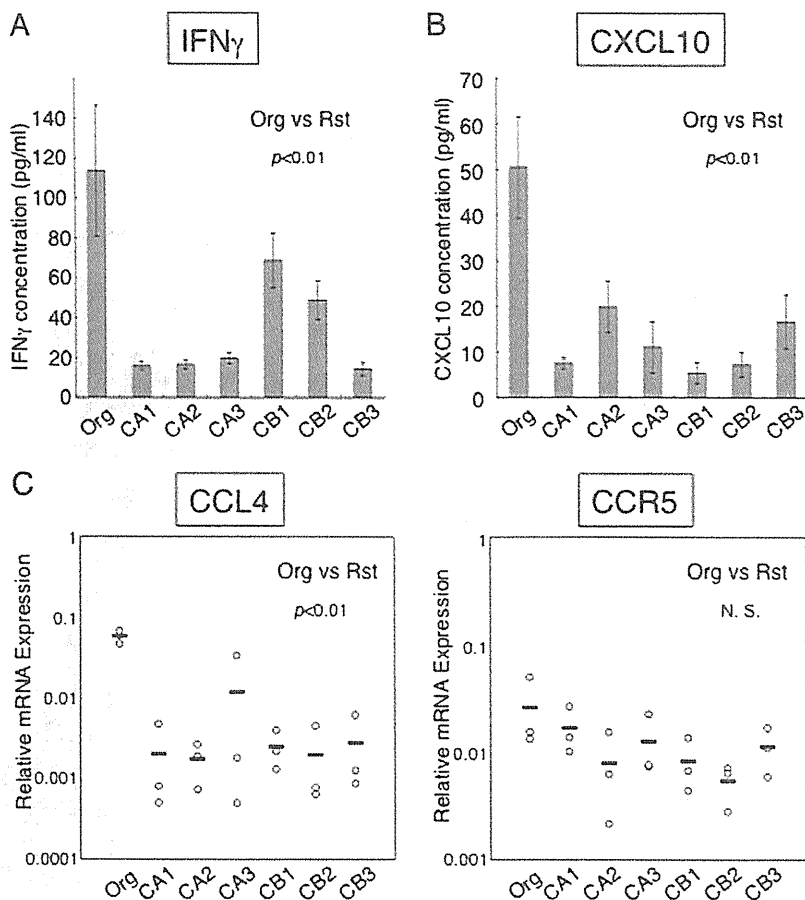 A
IFNγ
IFNγ concentration (pg/ml)
140
120
100
80
60
40
20
0
Org vs Rst
p<0.01
Org CA1 CA2 CA3 CB1 CB2 CB3
B
CXCL10
CXCL10 concentration (pg/ml)
70
60
50
40
30
20
10
0
Org vs Rst
p<0.01
Org CA1 CA2 CA3 CB1 CB2 CB3
C
CCL4
Relative mRNA Expression
1
0.1
0.01
0.001
0.0001
Org vs Rst
p<0.01
Org CA1 CA2 CA3 CB1 CB2 CB3
CCR5
Relative mRNA Expression
1
0.1
0.01
0.001
Org vs Rst
N. S.
Org CA1 CA2 CA3 CB1 CB2 CB3